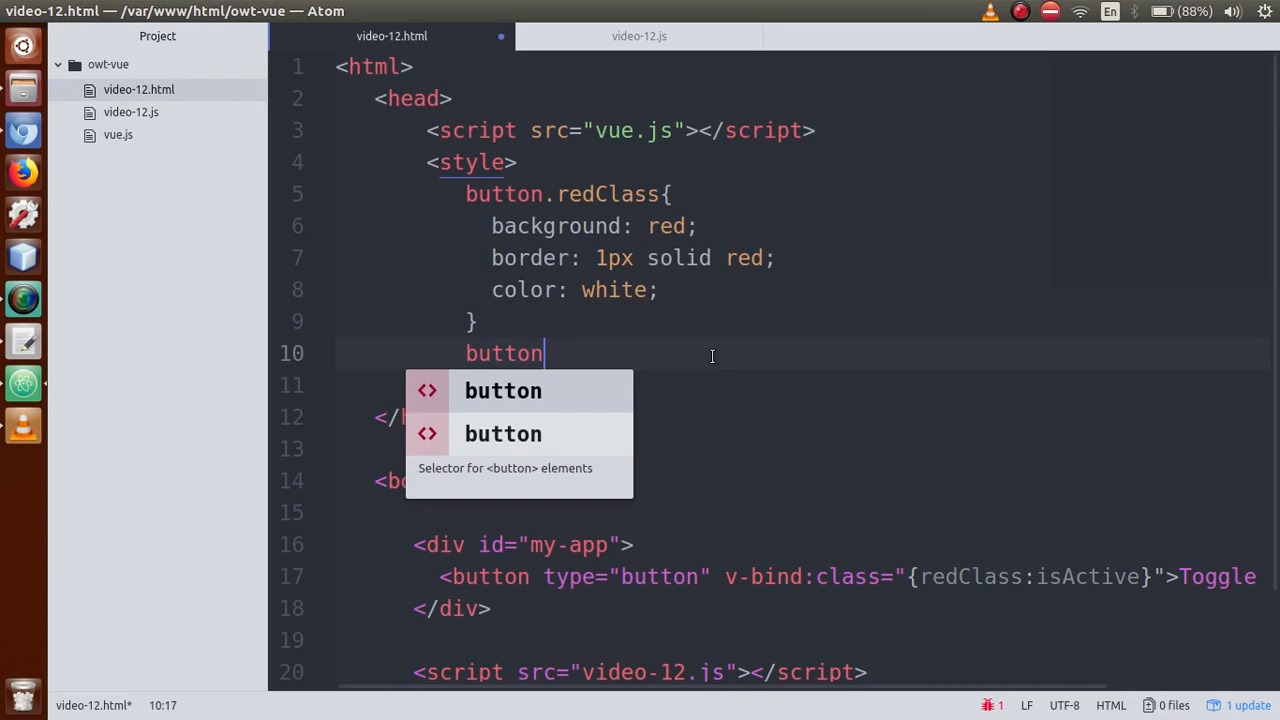 video-12.html — /var/www/html/owt-vue — Atom
En
(88%)
Project
video-12.html
video-12.js
owt-vue
video-12.html
video-12.js
vue.js
1 <html>
2 <head>
3 <script src="vue.js"></script>
4 <style>
5 button.redClass{
6 background: red;
7 border: 1px solid red;
8 color: white;
9 }
10 button
11
12 </h
13
14 <bo
15
16 <div id="my-app">
17 <button type="button" v-bind:class="{redClass:isActive}">Toggle
18 </div>
19
20 <script src="video-12.js"></script>
button
button
Selector for <button> elements
video-12.html* 10:17
1 LF UTF-8 HTML 0 files 1 update